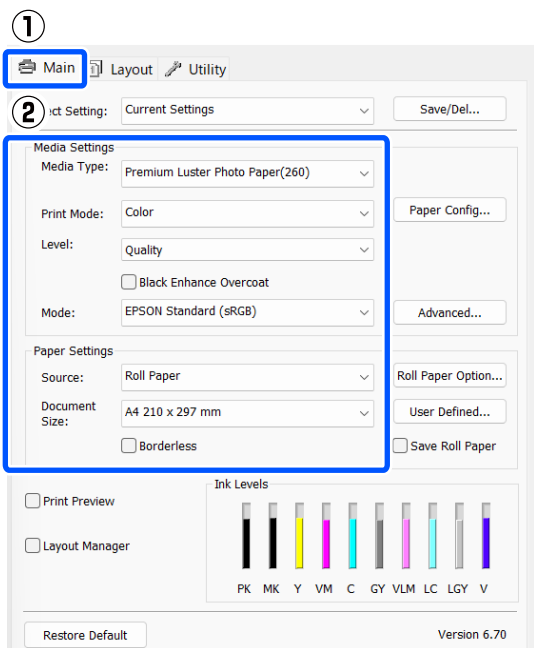 ①
Main Layout Utility
② ect Setting: Current Settings Save/Del...
Media Settings
Media Type: Premium Luster Photo Paper(260)
Print Mode: Color Paper Config...
Level: Quality
Black Enhance Overcoat
Mode: EPSON Standard (sRGB) Advanced...
Paper Settings
Source: Roll Paper Roll Paper Option...
Document
Size: A4 210 x 297 mm User Defined...
Borderless Save Roll Paper
Ink Levels
Print Preview
Layout Manager
PK MK Y VM C GY VLM LC LGY V
Restore Default Version 6.70